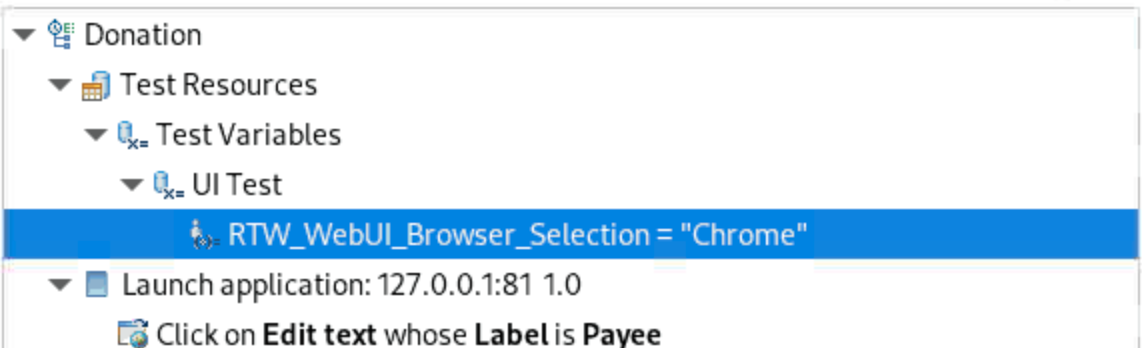 Donation
Test Resources
Test Variables
UI Test
RTW_WebUI_Browser_Selection = "Chrome"
Launch application: 127.0.0.1:81 1.0
Click on Edit text whose Label is Payee